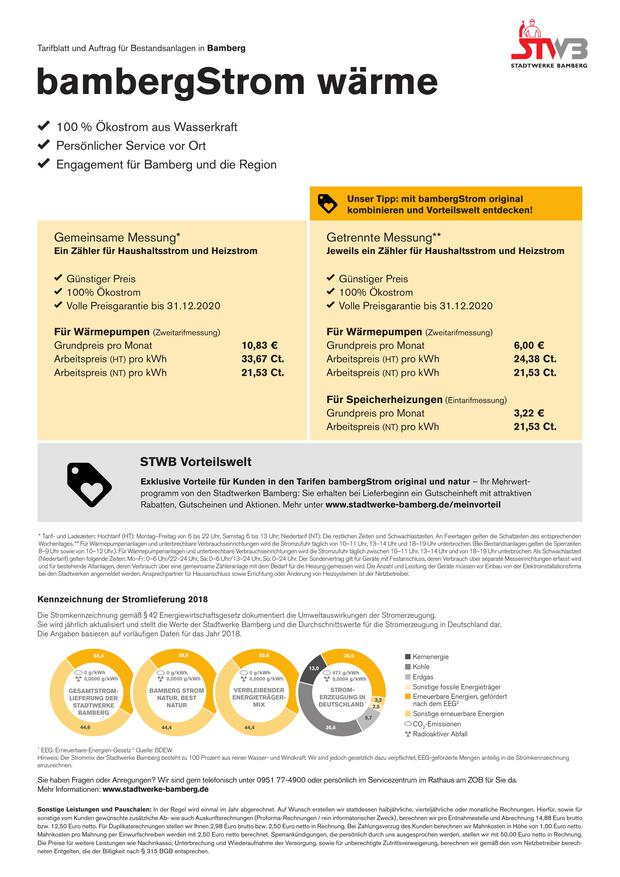 Tarifblatt und Auftrag für Bestandsanlagen in Bamberg
STWB
STADTWERKE BAMBERG
bambergStrom wärme
100 % Ökostrom aus Wasserkraft
Persönlicher Service vor Ort
Engagement für Bamberg und die Region
Unser Tipp: mit bambergStrom original
kombinieren und Vorteilswelt entdecken!
Gemeinsame Messung*
Ein Zähler für Haushaltsstrom und Heizstrom
Günstiger Preis
100% Ökostrom
Volle Preisgarantie bis 31.12.2020
Für Wärmepumpen (Zweitarifmessung)
Grundpreis pro Monat 10,83 €
Arbeitspreis (HT) pro kWh 33,67 Ct.
Arbeitspreis (NT) pro kWh 21,53 Ct.
Getrennte Messung**
Jeweils ein Zähler für Haushaltsstrom und Heizstrom
Günstiger Preis
100% Ökostrom
Volle Preisgarantie bis 31.12.2020
Für Wärmepumpen (Zweitarifmessung)
Grundpreis pro Monat 6,00 €
Arbeitspreis (HT) pro kWh 24,38 Ct.
Arbeitspreis (NT) pro kWh 21,53 Ct.
Für Speicherheizungen (Eintarifmessung)
Grundpreis pro Monat 3,22 €
Arbeitspreis (NT) pro kWh 21,53 Ct.
STWB Vorteilswelt
Exklusive Vorteile für Kunden in den Tarifen bambergStrom original und natur – Ihr Mehrwert-
programm von den Stadtwerken Bamberg: Sie erhalten bei Lieferbeginn ein Gutscheinheft mit attraktiven
Rabatten, Gutscheinen und Aktionen. Mehr unter www.stadtwerke-bamberg.de/meinvorteil
* Tarif- und Ladezeiten: Hochtarif (HT): Montag–Freitag von 6 bis 22 Uhr, Samstag 6 bis 13 Uhr; Niedertarif (NT): Die restlichen Zeiten sind Schwachlastzeiten. An Feiertagen gelten die Schaltzeiten des entsprechenden
Wochentages. ** Für Wärmepumpenanlagen und unterbrechbare Verbrauchseinrichtungen wird die Stromzufuhr täglich von 10–11 Uhr, 13–14 Uhr und 18–19 Uhr unterbrochen. (Bei Bestandsanlagen gelten die Sperrzeiten
8–9 Uhr sowie von 10–12 Uhr.). Für Wärmepumpenanlagen und unterbrechbare Verbrauchseinrichtungen wird die Stromzufuhr täglich zwischen 10–11 Uhr, 13–14 Uhr und von 18–19 Uhr unterbrochen. Als Schwachlastzeit
(Niedertarif) gelten folgende Zeiten: Mo–Fr: 0–6 Uhr/22–24 Uhr, Sa: 0–6 Uhr/13–24 Uhr, So: 0–24 Uhr. Der Sondervertrag gilt für Geräte mit Festanschluss, deren Verbrauch über separate Messeinrichtungen erfasst wird
und für bestehende Altanlagen, deren Verbrauch über eine gemeinsame Zähleranlage mit dem Bedarf für die Heizung gemessen wird. Die Anzahl und Leistung der Geräte müssen vor Einbau von der Elektroinstallationsfirma
bei den Stadtwerken angemeldet werden. Ansprechpartner für Hausanschluss sowie Errichtung oder Änderung von Heizsystemen ist der Netzbetreiber.
Kennzeichnung der Stromlieferung 2018
Die Stromkennzeichnung gemäß § 42 Energiewirtschaftsgesetz dokumentiert die Umweltauswirkungen der Stromerzeugung.
Sie wird jährlich aktualisiert und stellt die Werte der Stadtwerke Bamberg und die Durchschnittswerte für die Stromerzeugung in Deutschland dar.
Die Angaben basieren auf vorläufigen Daten für das Jahr 2018.
0 g/kWh
0,0000 g/kWh
GESAMTSTROM-
LIEFERUNG DER
STADTWERKE
BAMBERG
44,6
0 g/kWh
0,0000 g/kWh
BAMBERG STROM
NATUR, BEST
NATUR
44,4
0 g/kWh
0,0000 g/kWh
VERBLEIBENDER
ENERGIETRÄGER-
MIX
44,4
13,0
471 g/kWh
0,0004 g/kWh
STROM-
ERZEUGUNG IN
DEUTSCHLAND
3,2
2,5
9,7
Kernenergie
Kohle
Erdgas
Sonstige fossile Energieträger
Erneuerbare Energien, gefördert
nach dem EEG¹
Sonstige erneuerbare Energien
CO₂-Emissionen
Radioaktiver Abfall
¹ EEG: Erneuerbare-Energien-Gesetz ² Quelle: BDEW
Hinweis: Der Strommix der Stadtwerke Bamberg besteht zu 100 Prozent aus reiner Wasser- und Windkraft. Wir sind jedoch gesetzlich dazu verpflichtet, EEG-geförderte Mengen anteilig in die Stromkennzeichnung
einzurechnen.
Sie haben Fragen oder Anregungen? Wir sind gern telefonisch unter 0951 77-4900 oder persönlich im Servicezentrum im Rathaus am ZOB für Sie da.
Mehr Informationen: www.stadtwerke-bamberg.de
Sonstige Leistungen und Pauschalen: In der Regel wird einmal im Jahr abgerechnet. Auf Wunsch erstellen wir stattdessen halbjährliche, vierteljährliche oder monatliche Rechnungen. Hierfür, sowie für
sonstige vom Kunden gewünschte zusätzliche Ab- wie auch Auskunftsrechnungen (Proforma-Rechnungen / rein informatorischer Zweck), berechnen wir pro Entnahmestelle und Abrechnung 14,88 Euro brutto
bzw. 12,50 Euro netto. Für Duplikatsrechnungen stellen wir Ihnen 2,98 Euro brutto bzw. 2,50 Euro netto in Rechnung. Bei Zahlungsverzug des Kunden berechnen wir Mahnkosten in Höhe von 1,00 Euro netto.
Mahnkosten pro Mahnung per Einwurfschreiben werden mit 2,50 Euro netto berechnet. Sperrankündigungen, die persönlich durch uns ausgesprochen werden, stellen wir mit 50,00 Euro netto in Rechnung.
Die Preise für weitere Leistungen wie Nachinkasso, Unterbrechung und Wiederaufnahme der Versorgung, sowie für unberechtigte Zutrittsverweigerung, berechnen wir gemäß den vom Netzbetreiber berech-
neten Entgelten, die der Billigkeit nach § 315 BGB entsprechen.